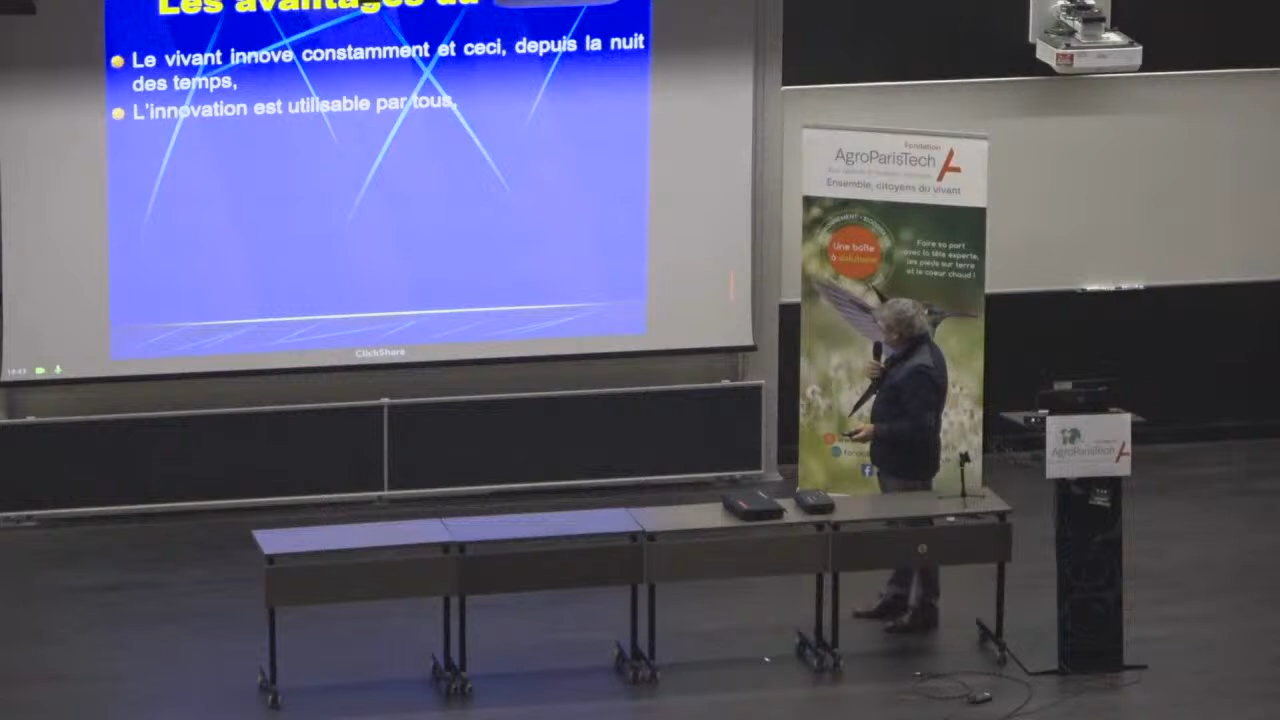 Les avantages du
Le vivant innove constamment et ceci, depuis la nuit
des temps,
L'innovation est utilisable par tous,
ClickShare
Fondation
AgroParisTech
Ensemble, citoyens du vivant
Une boîte
à solutions
Faire sa part
avec la tête experte,
les pieds sur terre
et le coeur chaud !
AgroParisTech